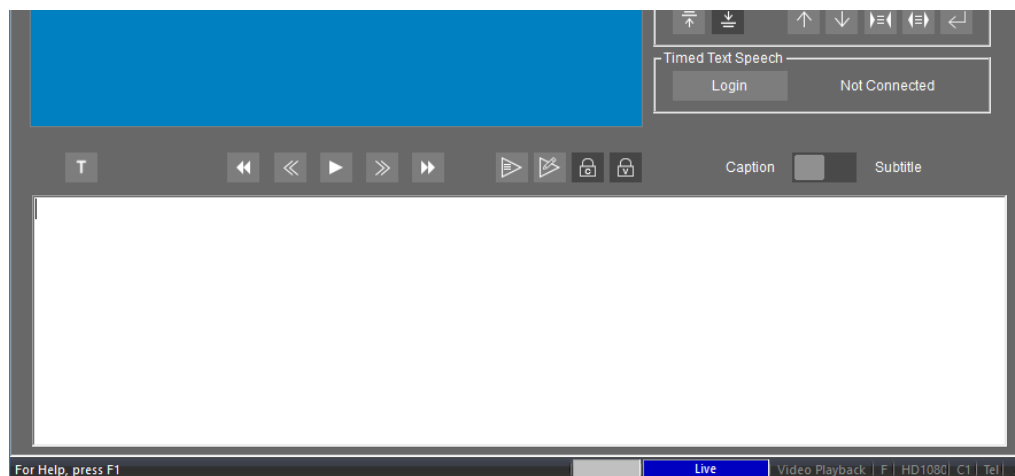 Timed Text Speech
Login Not Connected
T Caption Subtitle
c v
For Help, press F1 Live Video Playback F HD1080 C1 Tel